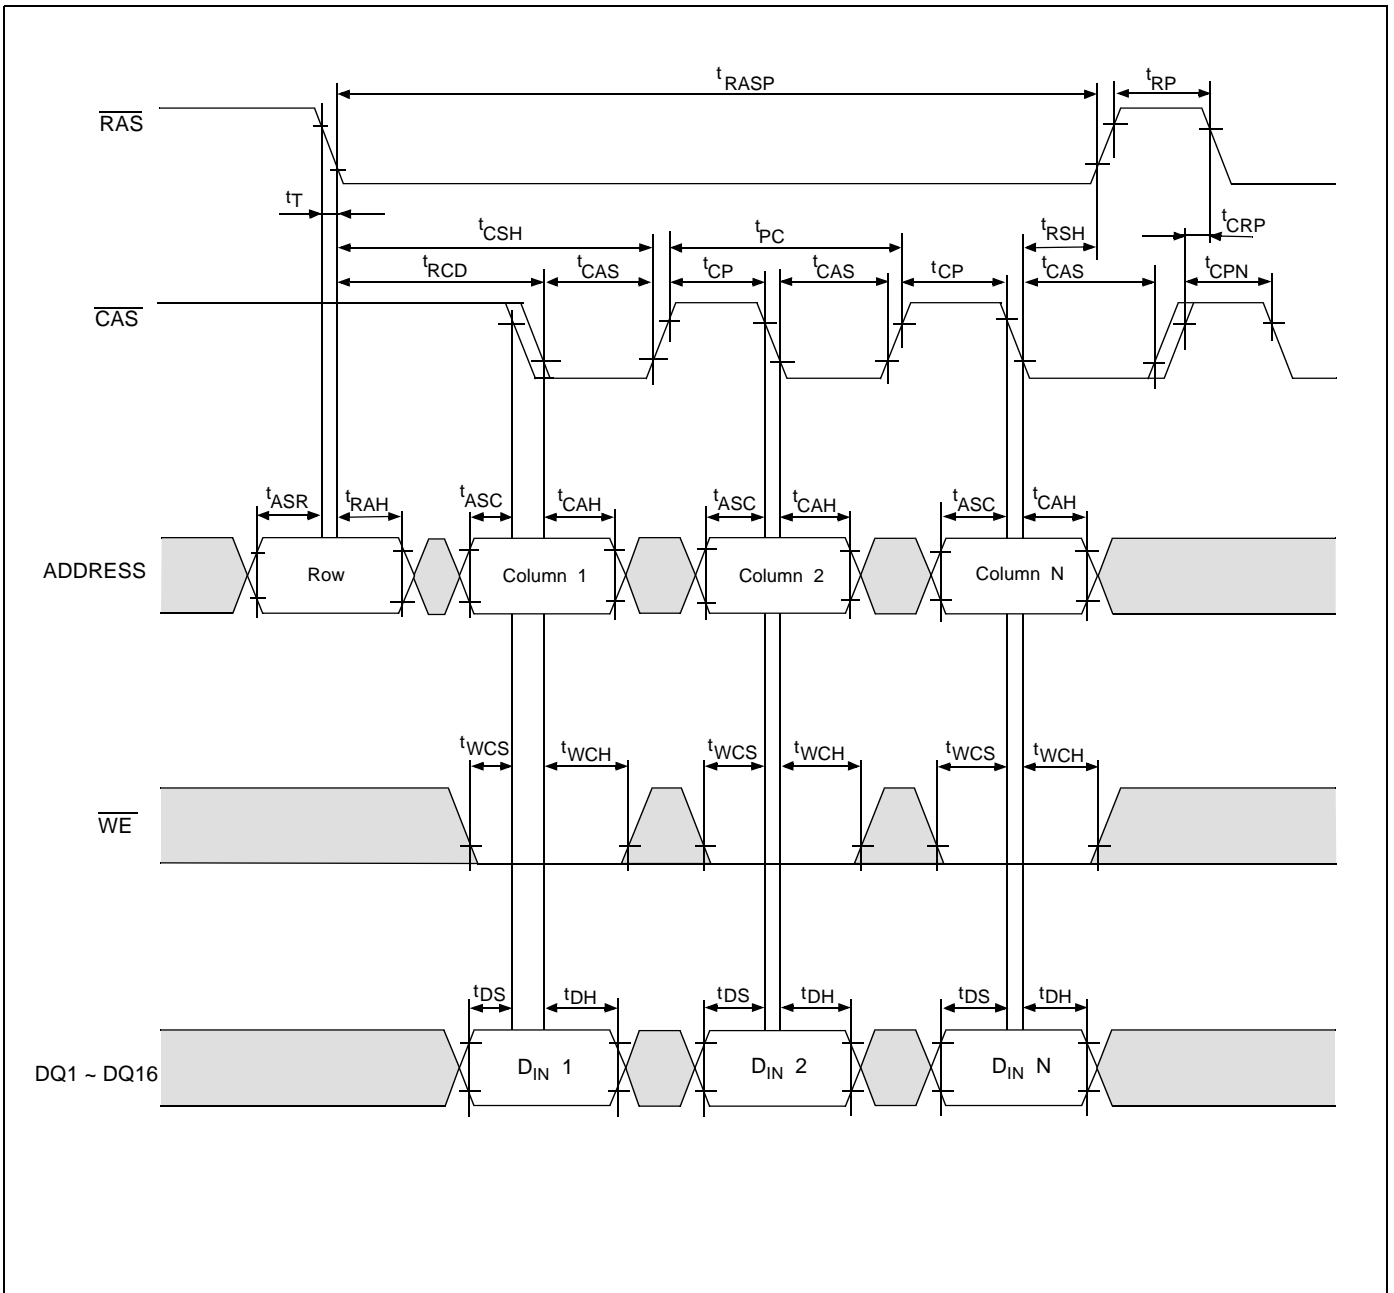 tRASP tRP
RAS
tT
tCSH tPC tRSH tCRP
tRCD tCAS tCP tCAS tCP tCAS tCPN
CAS
tASR tRAH tASC tCAH tASC tCAH tASC tCAH
ADDRESS Row Column 1 Column 2 Column N
tWCS tWCH tWCS tWCH tWCS tWCH
WE
tDS tDH tDS tDH tDS tDH
DQ1 ~ DQ16 DIN 1 DIN 2 DIN N